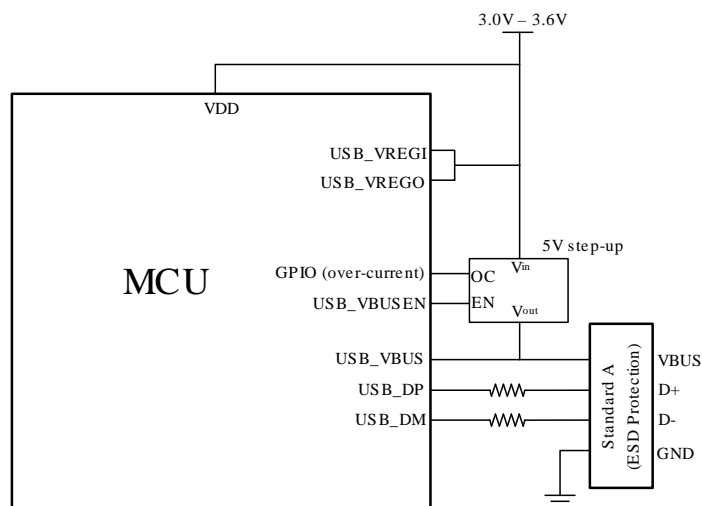 3.0V – 3.6V
VDD
USB_VREGI
USB_VREGO
5V step-up
MCU
GPIO (over-current)
OC
Vin
USB_VBUSEN
EN
Vout
USB_VBUS
VBUS
USB_DP
D+
USB_DM
D-
GND
Standard A
(ESD Protection)